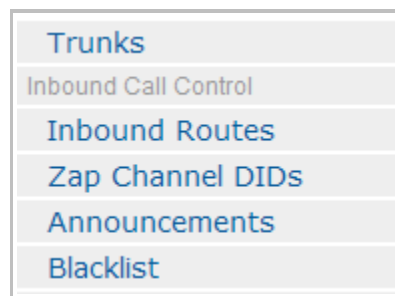 Trunks
Inbound Call Control
Inbound Routes
Zap Channel DIDs
Announcements
Blacklist